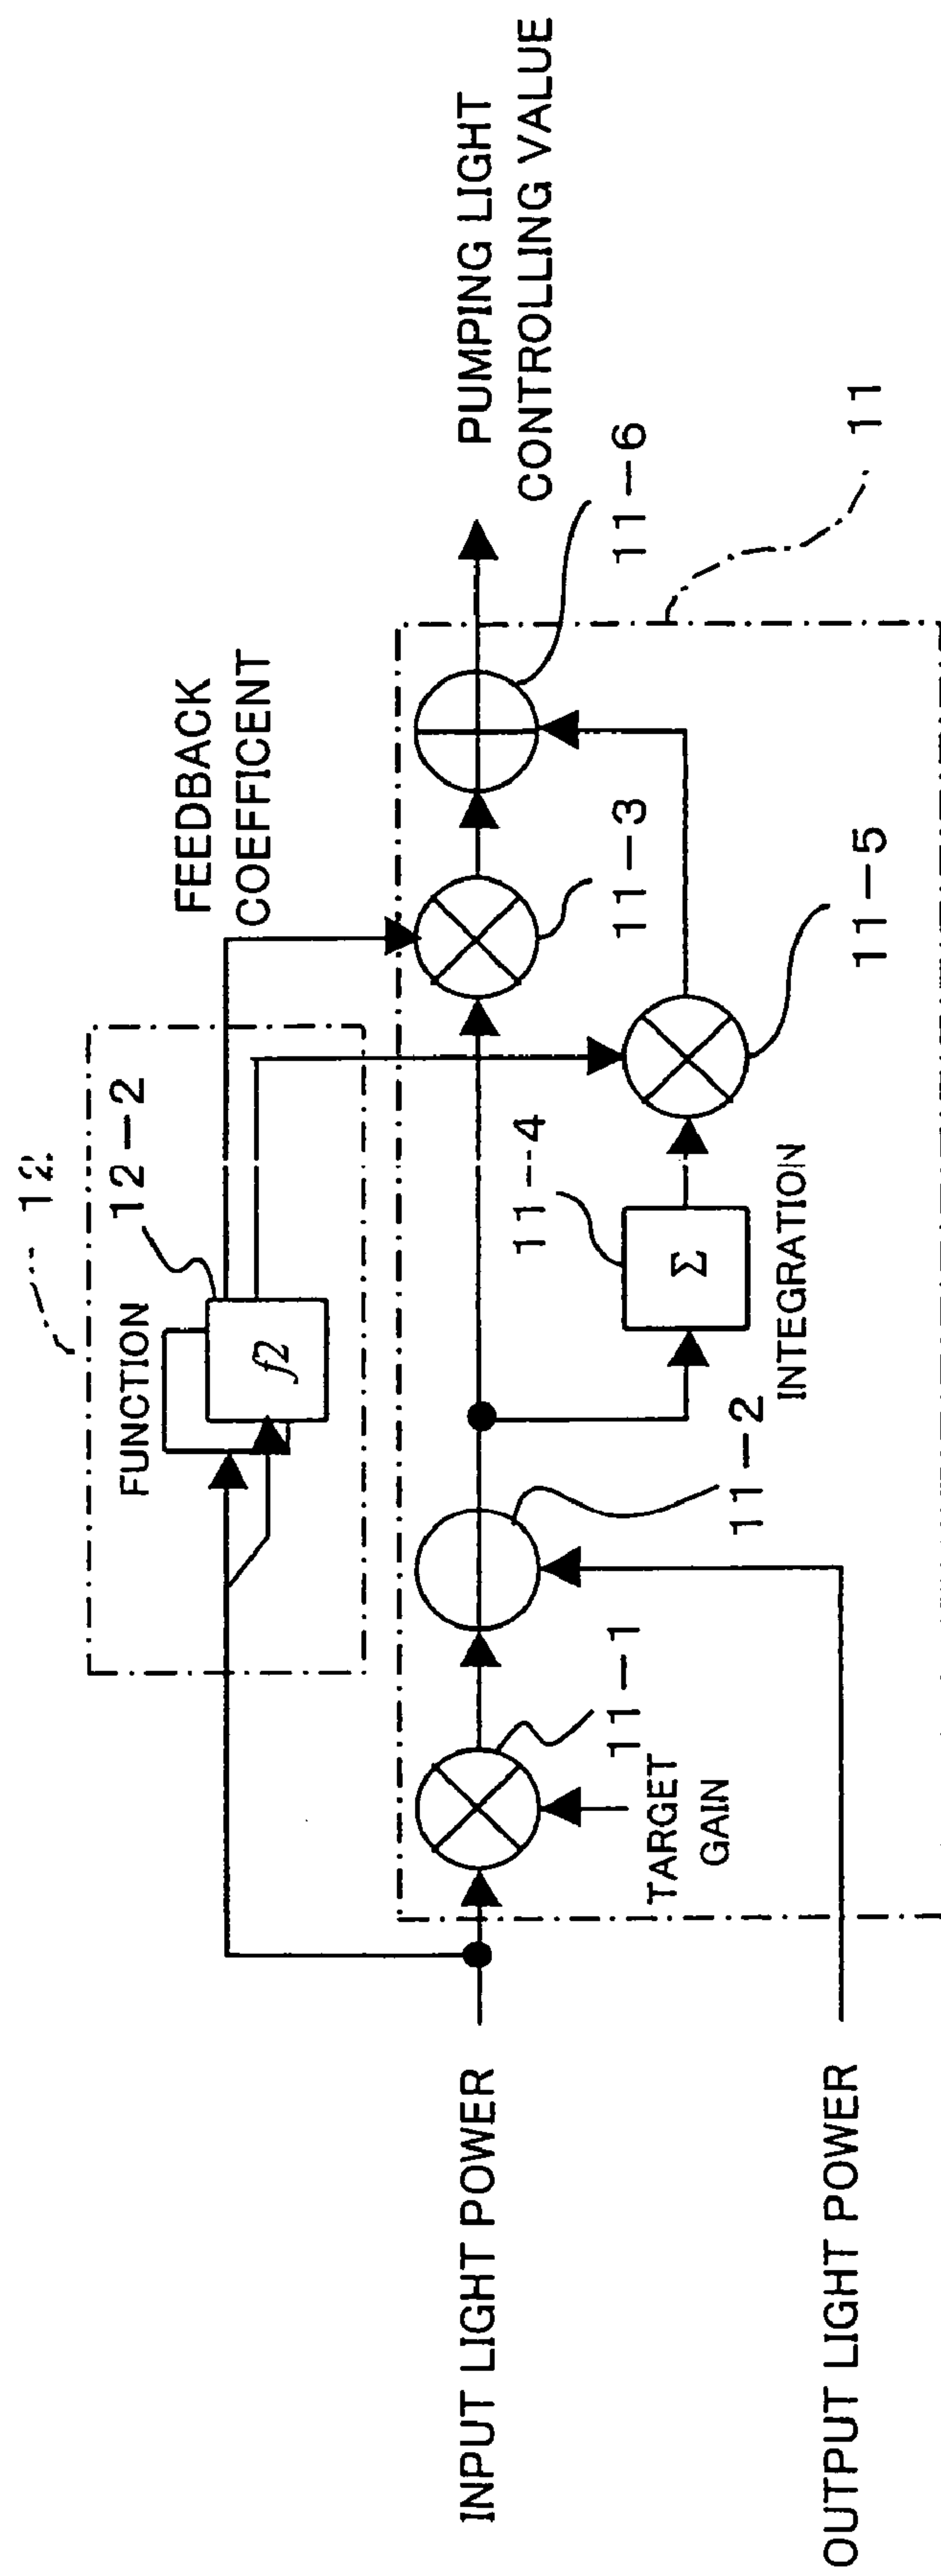 12
FUNCTION
12-2
f2
FEEDBACK
COEFFICENT
INPUT LIGHT POWER
TARGET
GAIN
11-1
11-2
11-4
Σ
INTEGRATION
11-3
11-5
11-6
11
PUMPING LIGHT
CONTROLLING VALUE
OUTPUT LIGHT POWER